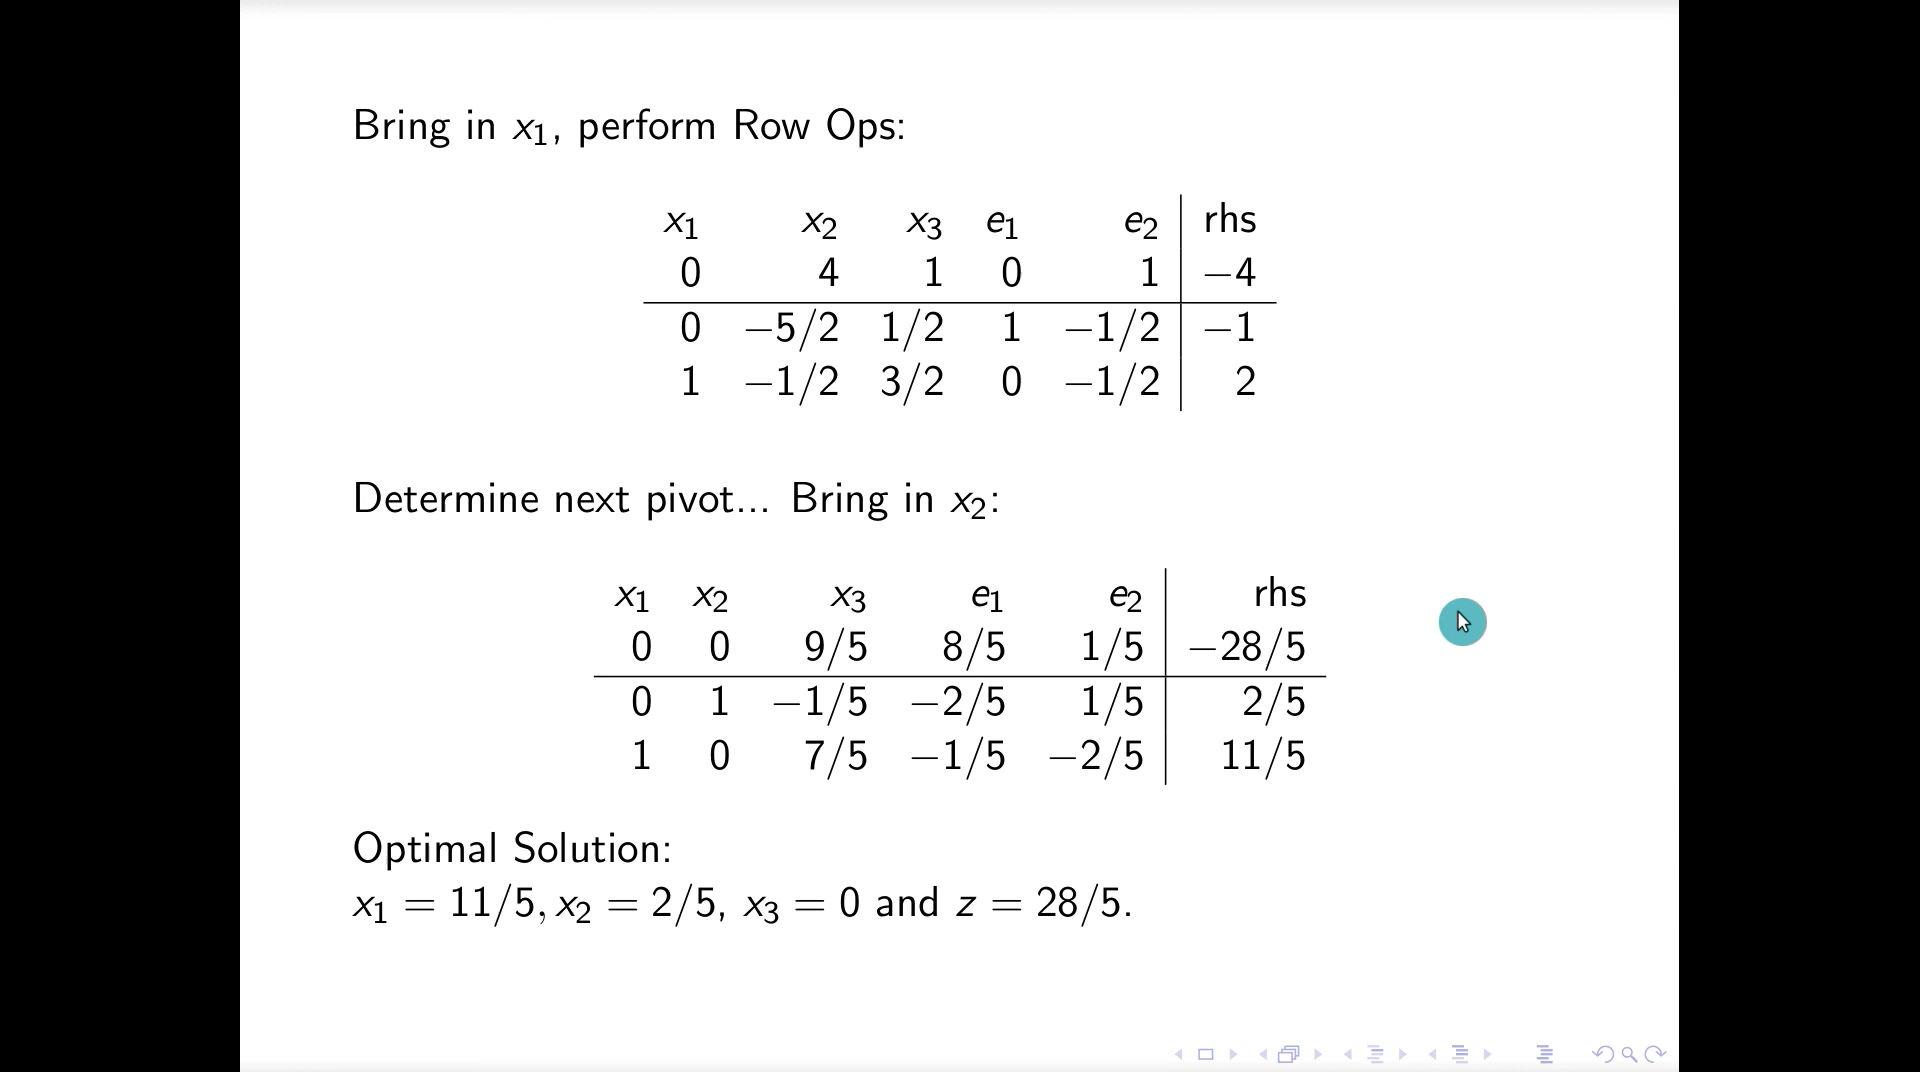 Bring in x₁, perform Row Ops:
x₁ x₂ x₃ e₁ e₂ rhs
0 4 1 0 1 −4
0 −5/2 1/2 1 −1/2 −1
1 −1/2 3/2 0 −1/2 2
Determine next pivot... Bring in x₂:
x₁ x₂ x₃ e₁ e₂ rhs
0 0 9/5 8/5 1/5 −28/5
0 1 −1/5 −2/5 1/5 2/5
1 0 7/5 −1/5 −2/5 11/5
Optimal Solution:
x₁ = 11/5, x₂ = 2/5, x₃ = 0 and z = 28/5.